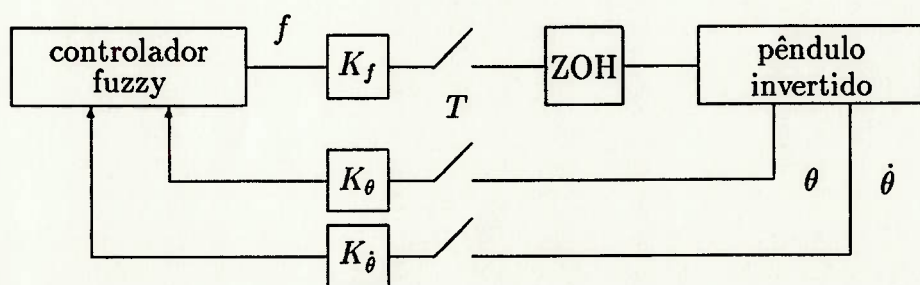 f
controlador
fuzzy
K_f
ZOH
pêndulo
invertido
T
K_θ
θ
θ̇
K_θ̇